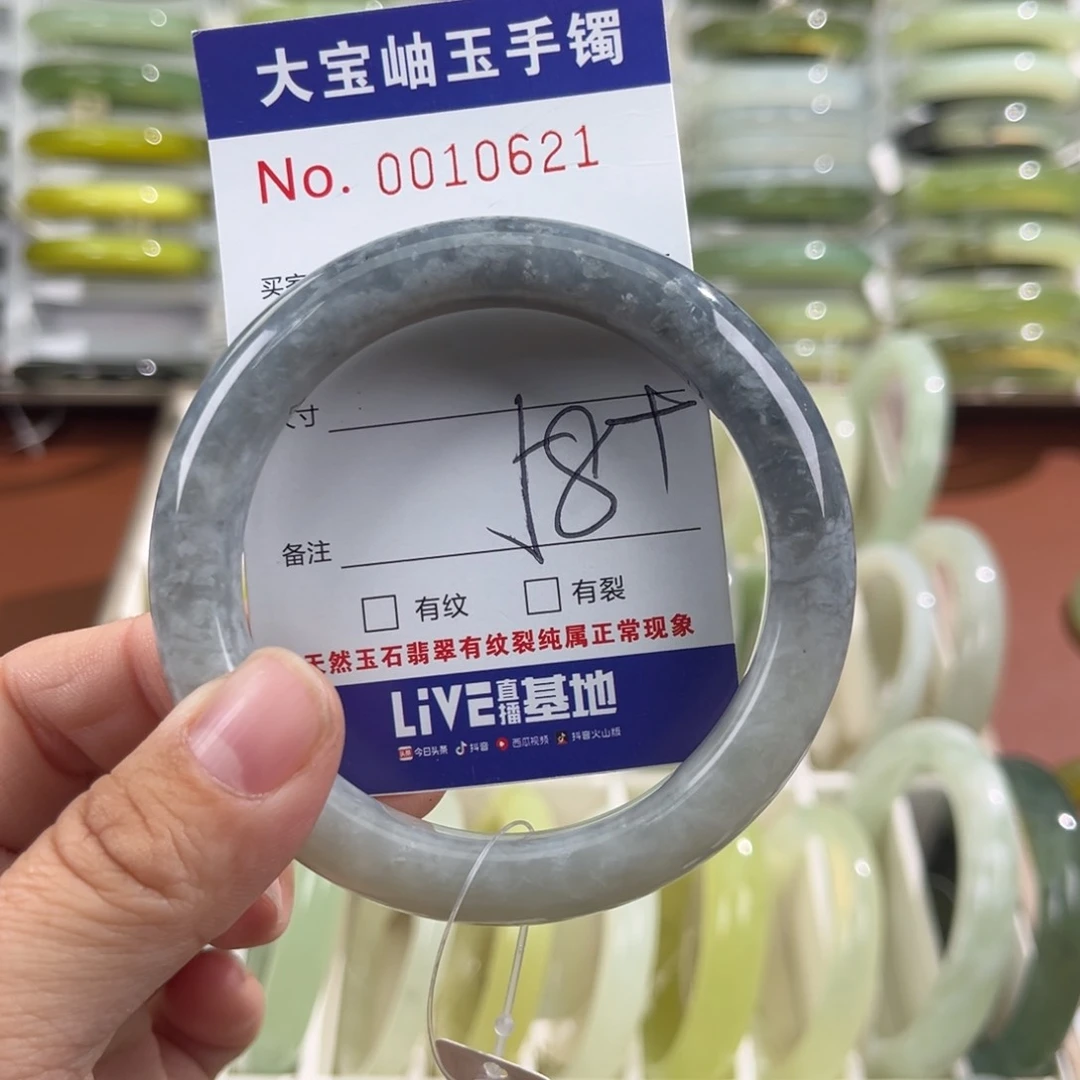 大宝岫玉手镯
No. 0010621
买
寸
备注
有纹
有裂
天然玉石翡翠有纹裂纯属正常现象
LiVE直播基地
今日头条 抖音 西瓜视频 抖音火山版